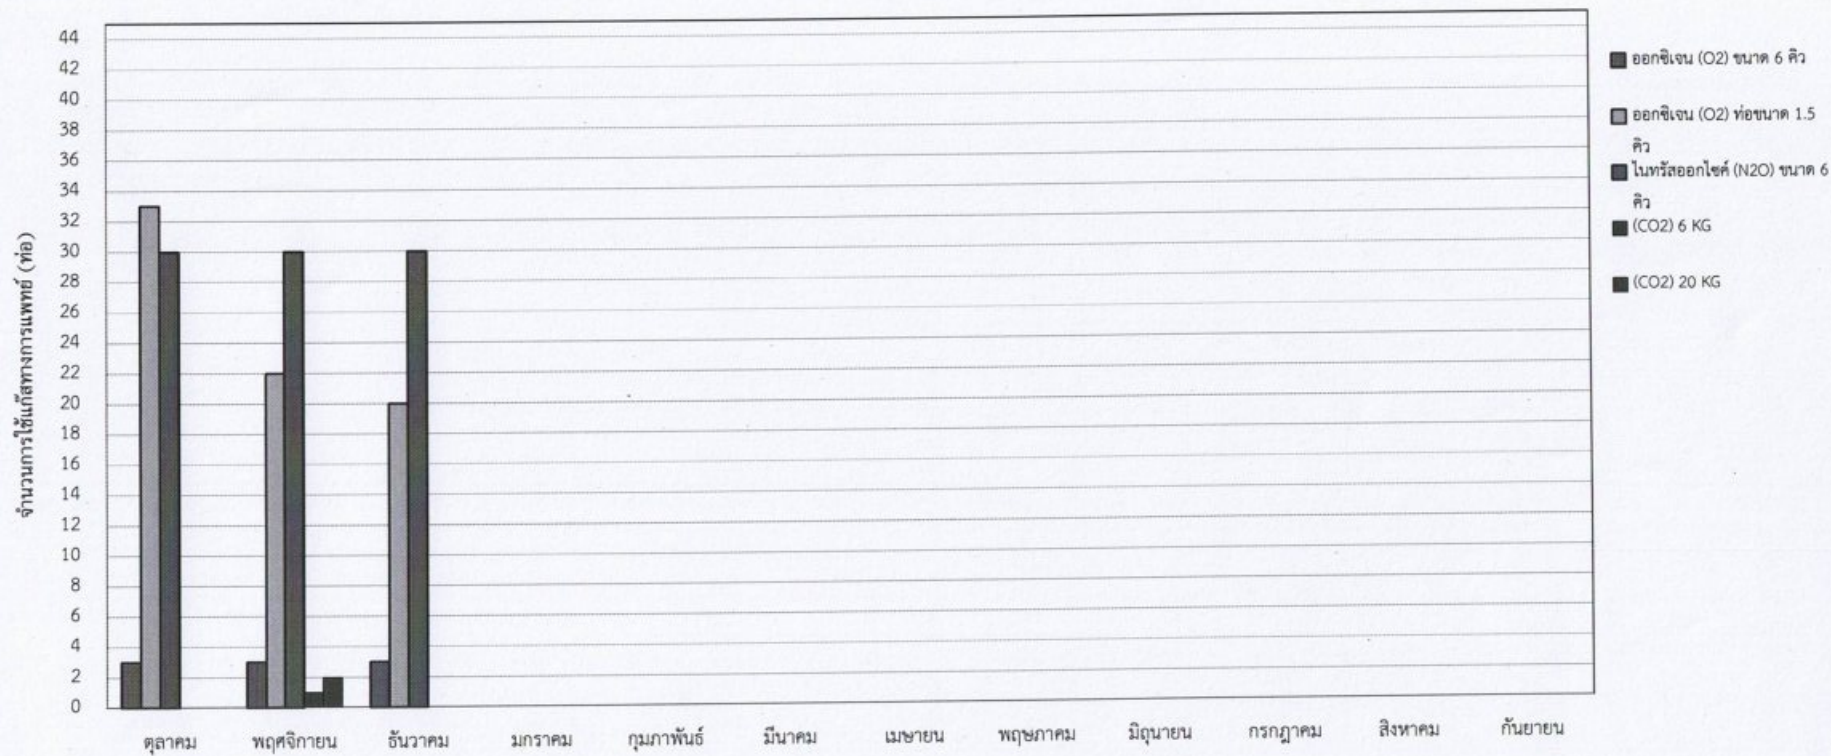 จำนวนการใช้แก๊สทางการแพทย์ (ท่อ)
44
42
40
38
36
34
32
30
28
26
24
22
20
18
16
14
12
10
8
6
4
2
0
ตุลาคม พฤศจิกายน ธันวาคม มกราคม กุมภาพันธ์ มีนาคม เมษายน พฤษภาคม มิถุนายน กรกฎาคม สิงหาคม กันยายน
ออกซิเจน (O2) ขนาด 6 คิว
ออกซิเจน (O2) ท่อขนาด 1.5
คิว
ไนทรัสออกไซค์ (N2O) ขนาด 6
คิว
(CO2) 6 KG
(CO2) 20 KG